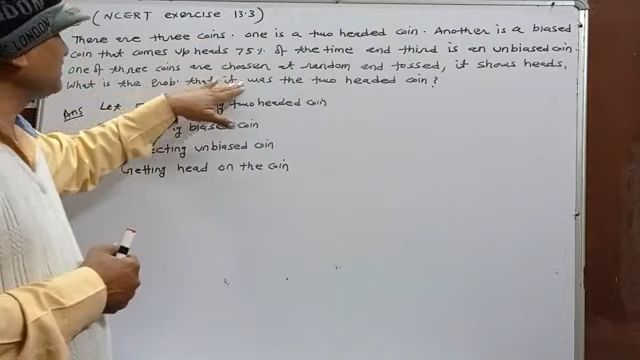 LONDON
(NCERT exercise 13.3)
There are three coins. one is a two headed coin. Another is a biased
coin that comes up heads 75% of the time and third is an unbiased coin.
one of three coins are choosen at random and tossed, it shows heads,
What is the Prob. that it was the two headed coin?
Ans Let two headed coin
biased coin
unbiased coin
Getting head on the coin